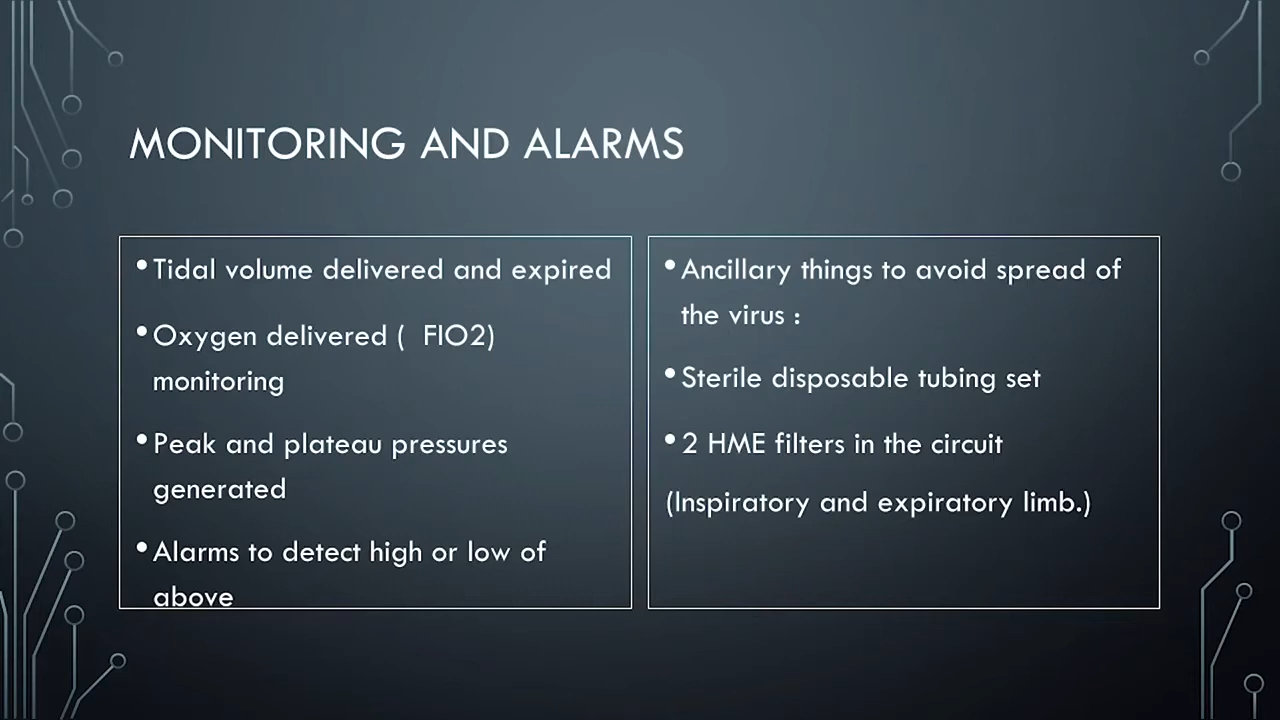 MONITORING AND ALARMS
•Tidal volume delivered and expired
•Oxygen delivered (  FIO2)
monitoring
•Peak and plateau pressures
generated
•Alarms to detect high or low of
above
•Ancillary things to avoid spread of
the virus :
•Sterile disposable tubing set
•2 HME filters in the circuit
(Inspiratory and expiratory limb.)